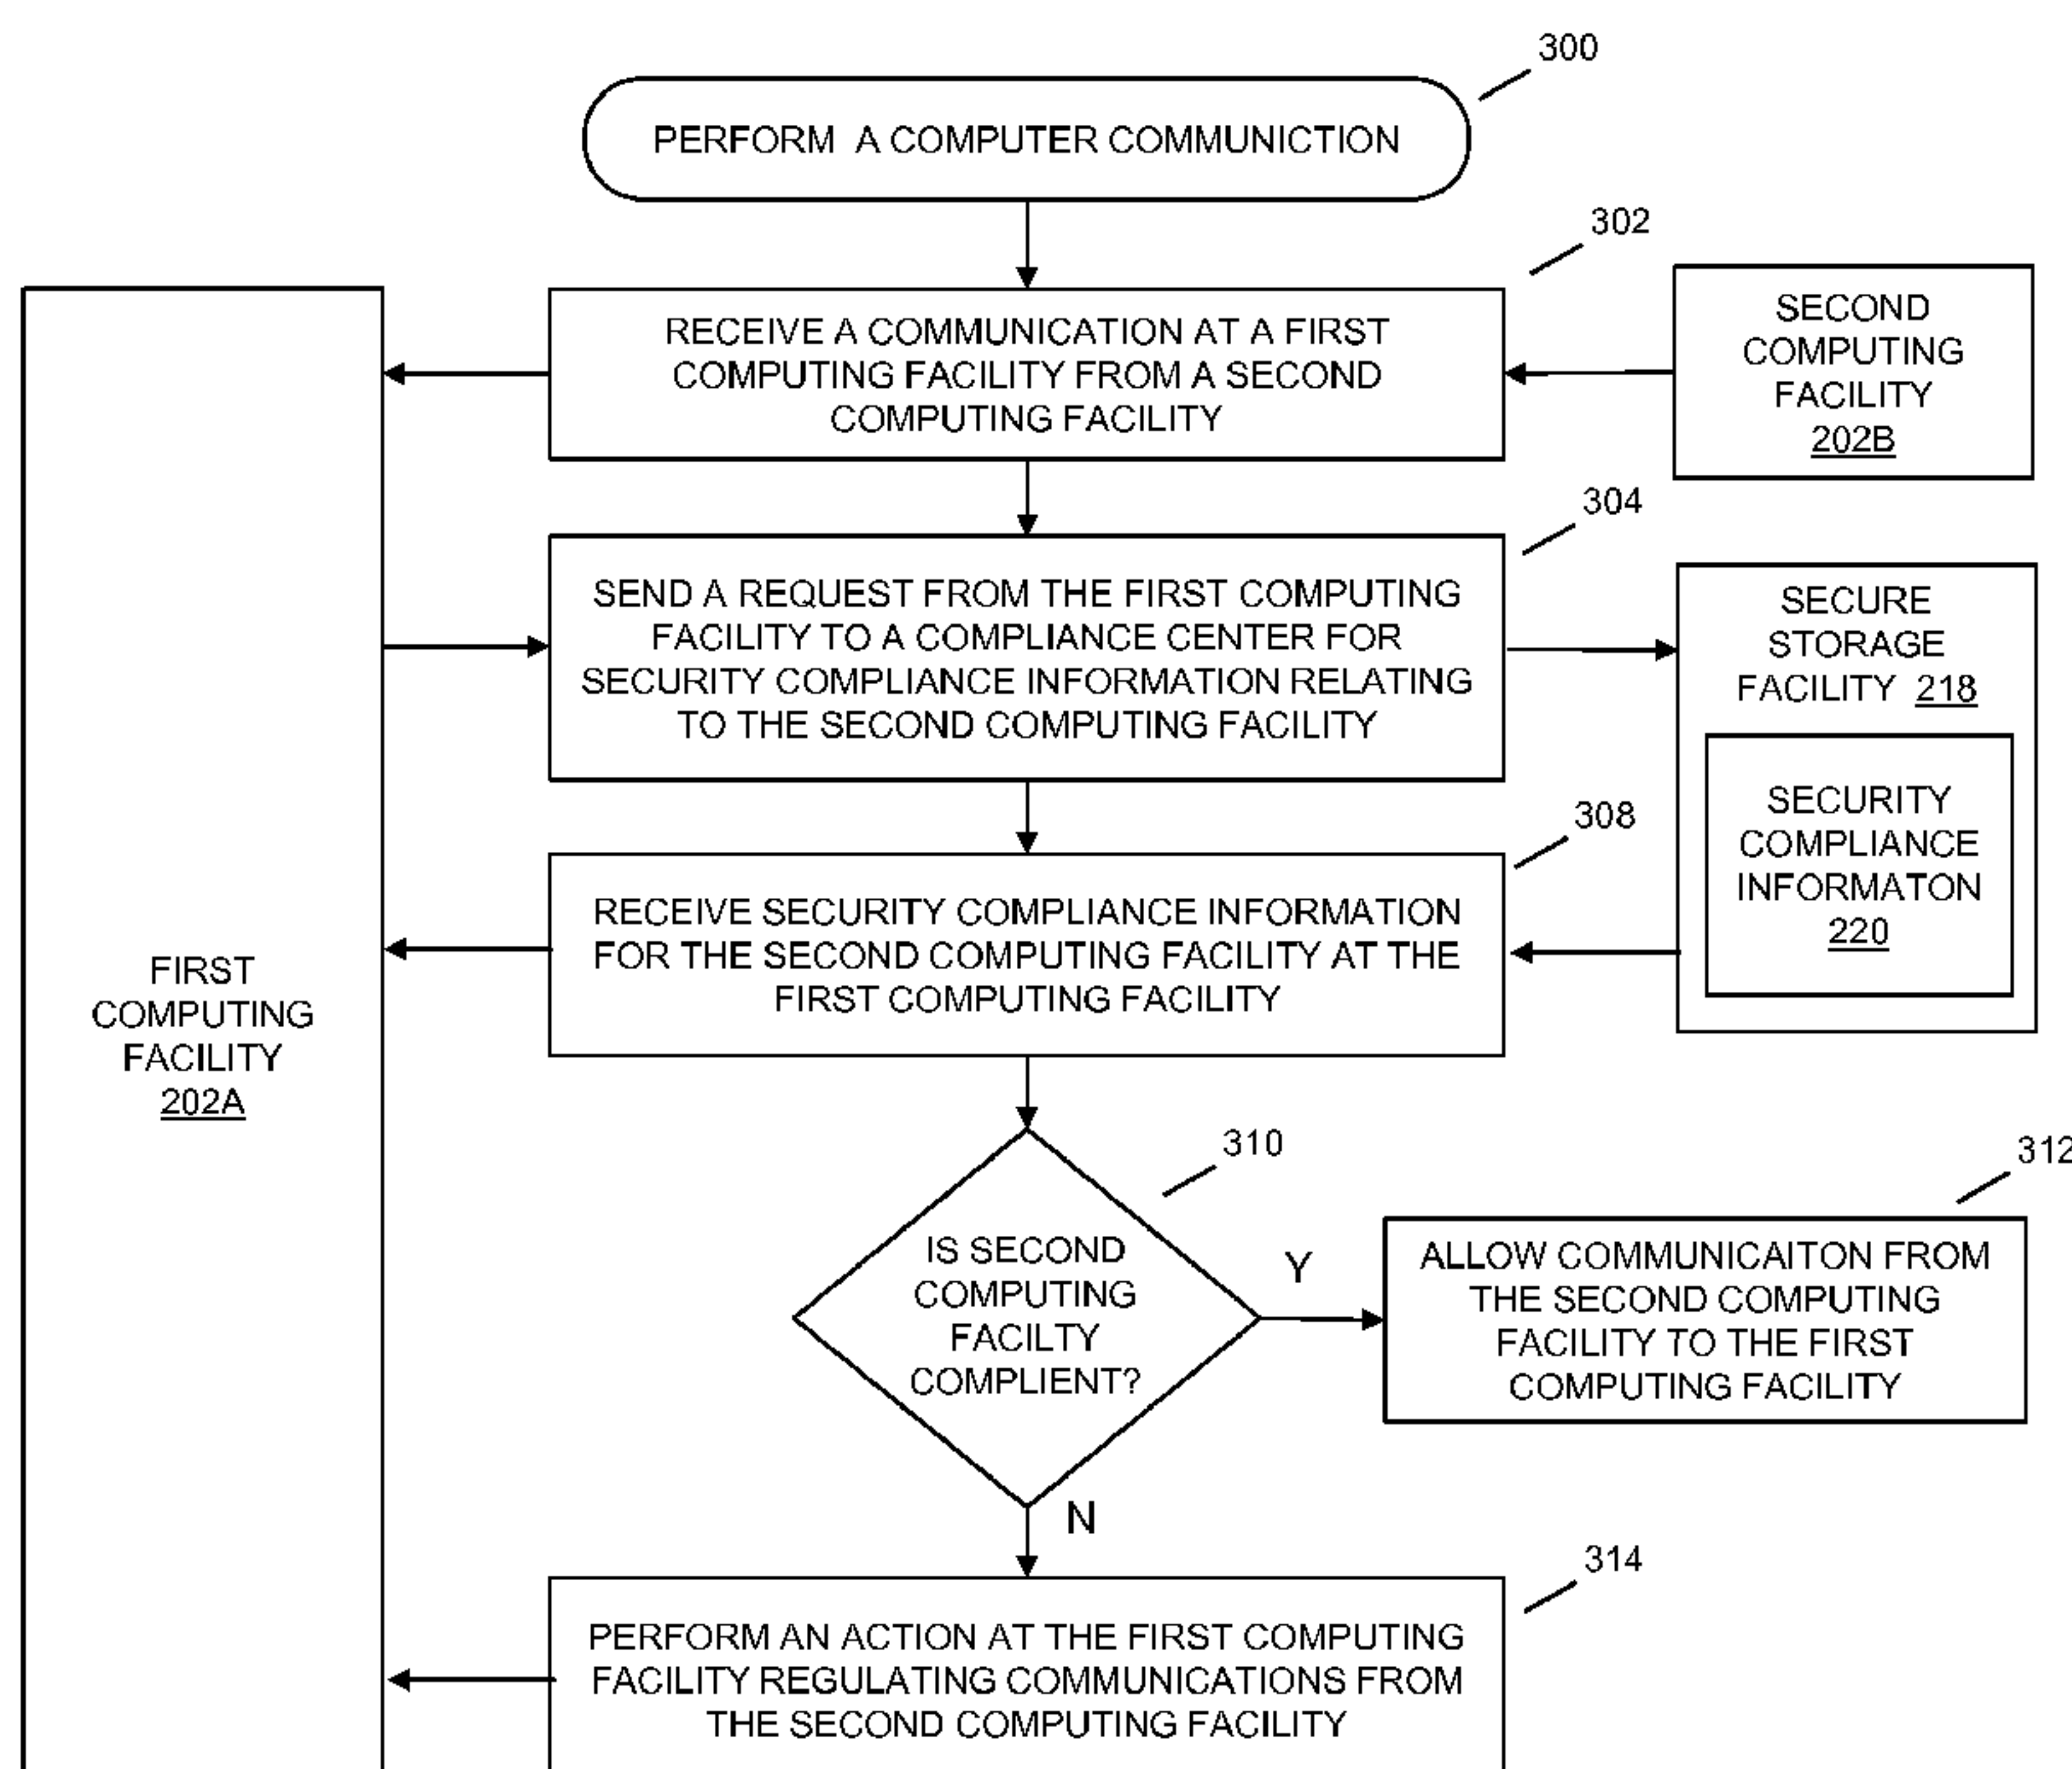 300
PERFORM A COMPUTER COMMUNICTION
302
RECEIVE A COMMUNICATION AT A FIRST
COMPUTING FACILITY FROM A SECOND
COMPUTING FACILITY
SECOND
COMPUTING
FACILITY
202B
304
SEND A REQUEST FROM THE FIRST COMPUTING
FACILITY TO A COMPLIANCE CENTER FOR
SECURITY COMPLIANCE INFORMATION RELATING
TO THE SECOND COMPUTING FACILITY
SECURE
STORAGE
FACILITY 218
SECURITY
COMPLIANCE
INFORMATON
220
308
RECEIVE SECURITY COMPLIANCE INFORMATION
FOR THE SECOND COMPUTING FACILITY AT THE
FIRST COMPUTING FACILITY
FIRST
COMPUTING
FACILITY
202A
310
IS SECOND
COMPUTING
FACILTY
COMPLIENT?
Y
312
ALLOW COMMUNICAITON FROM
THE SECOND COMPUTING
FACILITY TO THE FIRST
COMPUTING FACILITY
N
314
PERFORM AN ACTION AT THE FIRST COMPUTING
FACILITY REGULATING COMMUNICATIONS FROM
THE SECOND COMPUTING FACILITY